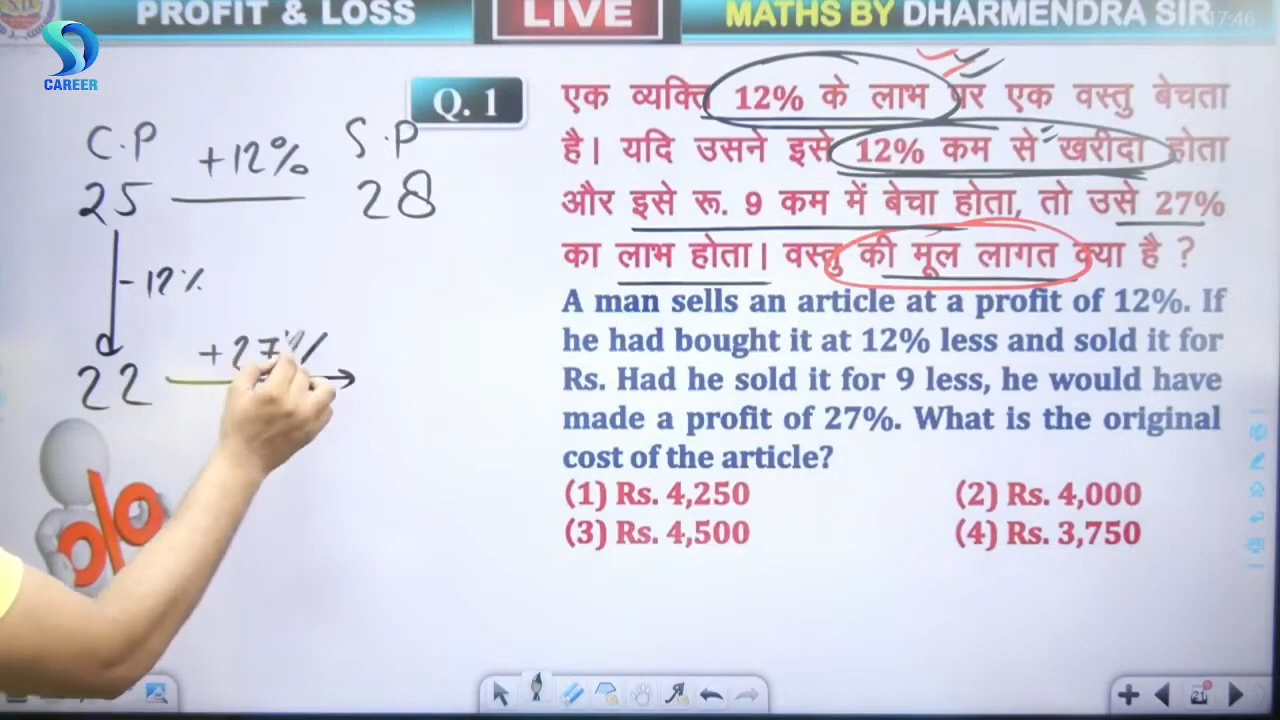 PROFIT & LOSS
LIVE
MATHS BY DHARMENDRA SIR
17:46
CAREER
C.P
+12%
S.P
25
28
-12%
22
+27%
Q. 1
एक व्यक्ति 12% के लाभ पर एक वस्तु बेचता
है। यदि उसने इसे 12% कम से खरीदा होता
और इसे रू. 9 कम में बेचा होता, तो उसे 27%
का लाभ होता। वस्तु की मूल लागत क्या है ?
A man sells an article at a profit of 12%. If
he had bought it at 12% less and sold it for
Rs. Had he sold it for 9 less, he would have
made a profit of 27%. What is the original
cost of the article?
(1) Rs. 4,250
(2) Rs. 4,000
(3) Rs. 4,500
(4) Rs. 3,750
%
21